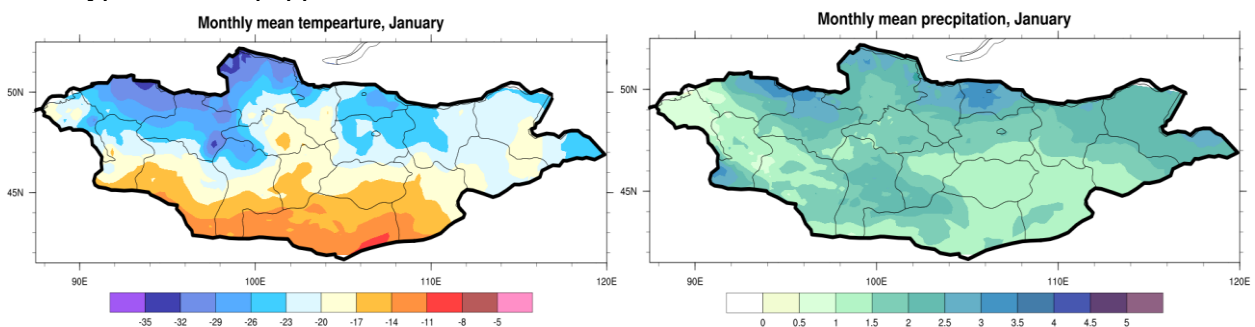 Monthly mean tempearture, January
50N
45N
90E 100E 110E 120E
-35 -32 -29 -26 -23 -20 -17 -14 -11 -8 -5
Monthly mean precpitation, January
50N
45N
90E 100E 110E 120E
0 0.5 1 1.5 2 2.5 3 3.5 4 4.5 5